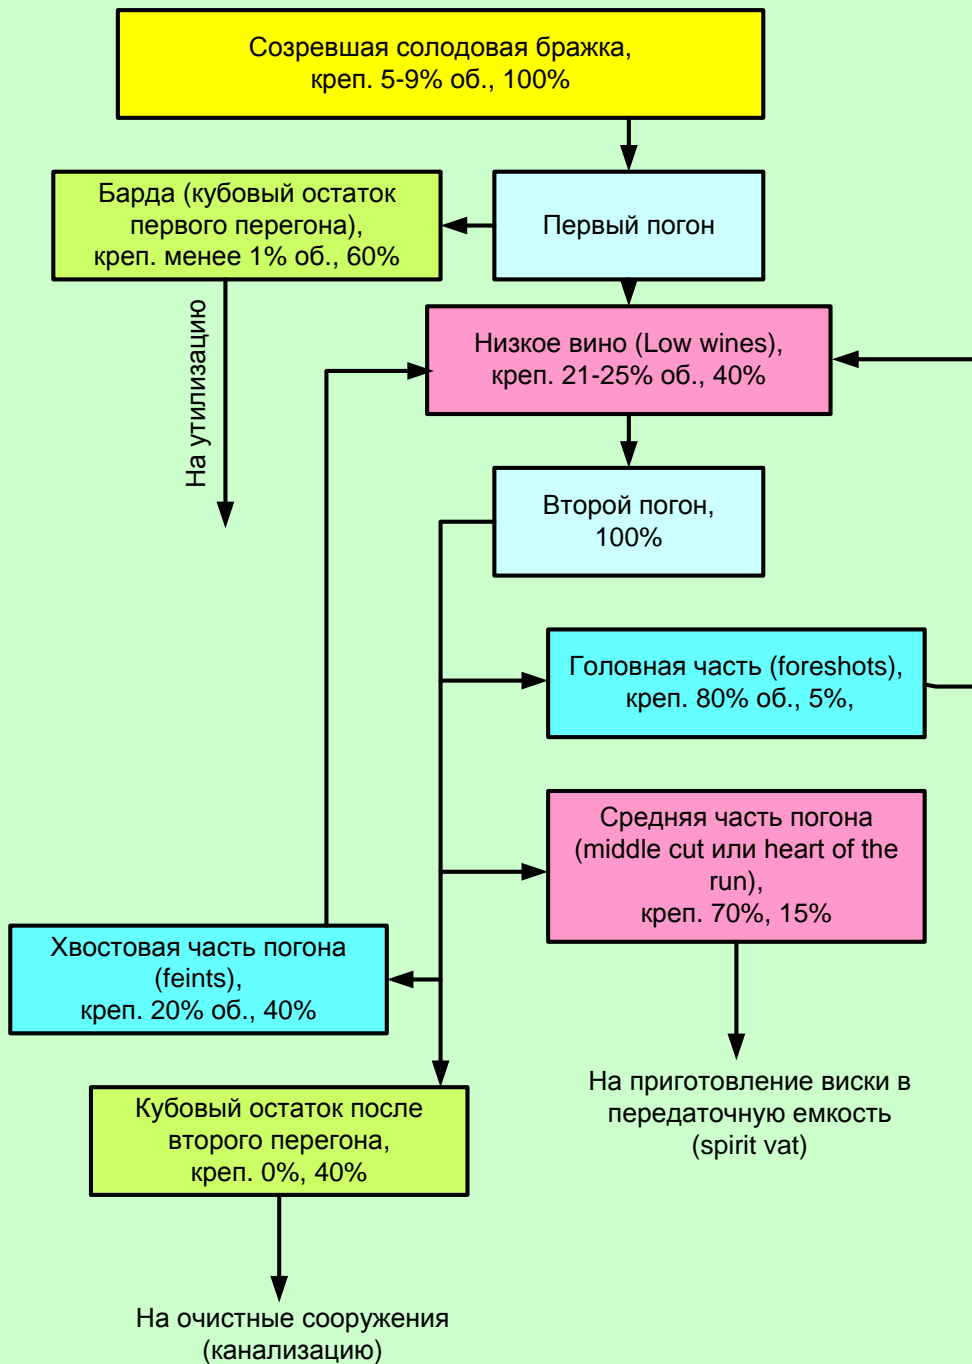 Созревшая солодовая бражка,
креп. 5-9% об., 100%
Барда (кубовый остаток
первого перегона),
креп. менее 1% об., 60%
Первый погон
На утилизацию
Низкое вино (Low wines),
креп. 21-25% об., 40%
Второй погон,
100%
Головная часть (foreshots),
креп. 80% об., 5%,
Средняя часть погона
(middle cut или heart of the
run),
креп. 70%, 15%
Хвостовая часть погона
(feints),
креп. 20% об., 40%
Кубовый остаток после
второго перегона,
креп. 0%, 40%
На приготовление виски в
передаточную емкость
(spirit vat)
На очистные сооружения
(канализацию)